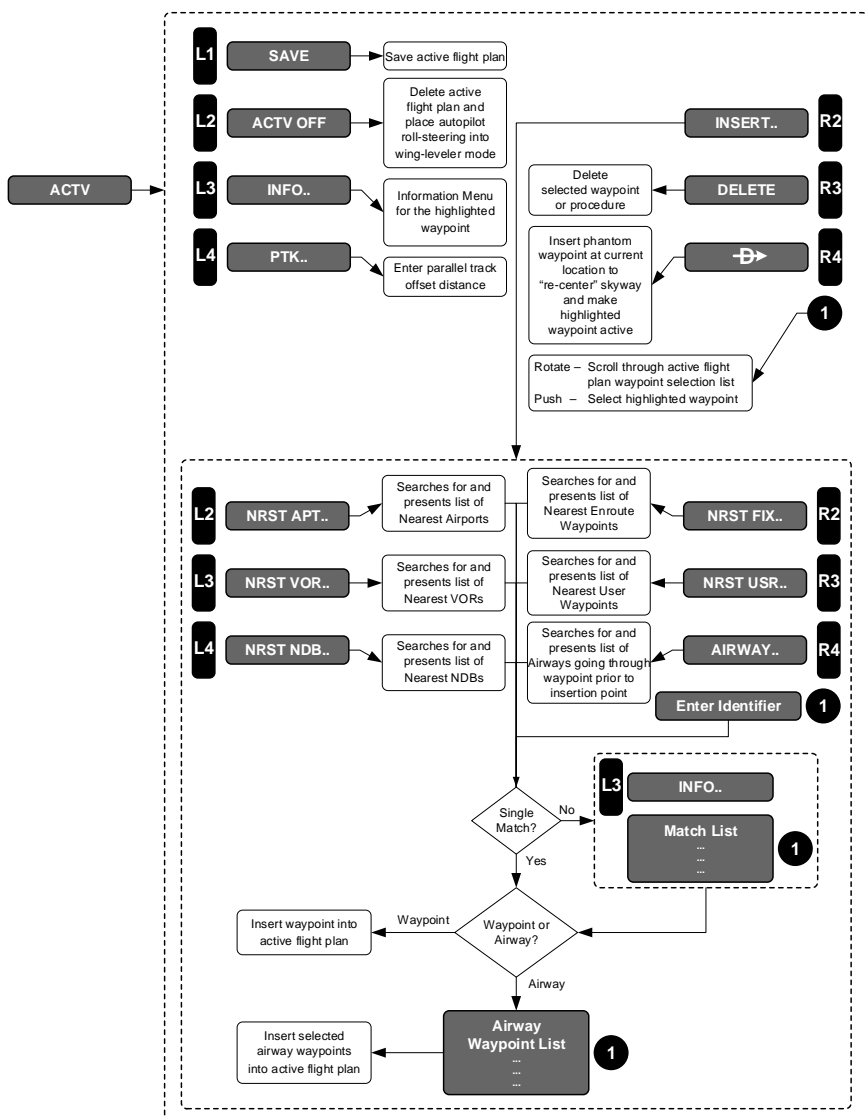 L1
SAVE
Save active flight plan
L2
ACTV OFF
Delete active
flight plan and
place autopilot
roll-steering into
wing-leveler mode
INSERT..
R2
ACTV
L3
INFO..
Information Menu
for the highlighted
waypoint
Delete
selected waypoint
or procedure
DELETE
R3
L4
PTK..
Enter parallel track
offset distance
Insert phantom
waypoint at current
location to
“re-center” skyway
and make
highlighted
waypoint active
D
R4
1
Rotate – Scroll through active flight
plan waypoint selection list
Push – Select highlighted waypoint
L2
NRST APT..
Searches for and
presents list of
Nearest Airports
Searches for and
presents list of
Nearest Enroute
Waypoints
NRST FIX..
R2
L3
NRST VOR..
Searches for and
presents list of
Nearest VORs
Searches for and
presents list of
Nearest User
Waypoints
NRST USR..
R3
L4
NRST NDB..
Searches for and
presents list of
Nearest NDBs
Searches for and
presents list of
Airways going through
waypoint prior to
insertion point
AIRWAY..
R4
Enter Identifier
1
Single
Match?
No
Yes
L3
INFO..
Match List
...
...
...
1
Waypoint or
Airway?
Waypoint
Insert waypoint into
active flight plan
Airway
Airway
Waypoint List
...
...
...
1
Insert selected
airway waypoints
into active flight plan